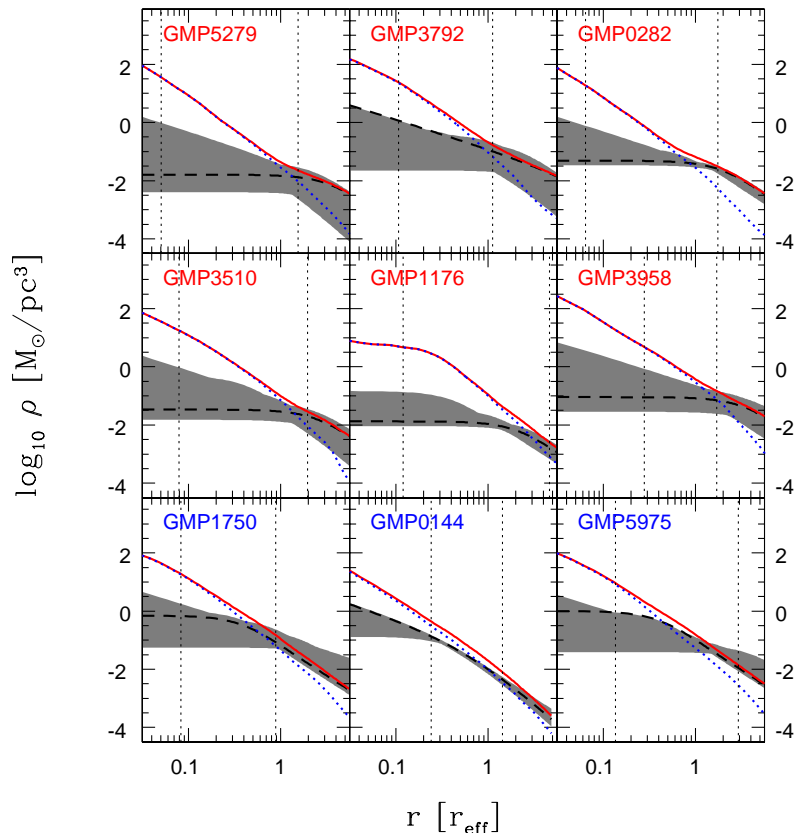 GMP5279 GMP3792 GMP0282
2 2
0 0
-2 -2
-4 -4
GMP3510 GMP1176 GMP3958
2 2
0 0
-2 -2
-4 -4
GMP1750 GMP0144 GMP5975
2 2
0 0
-2 -2
-4 -4
0.1 1 0.1 1 0.1 1
log₁₀ ρ [M⊙/pc³]
r [r_eff]